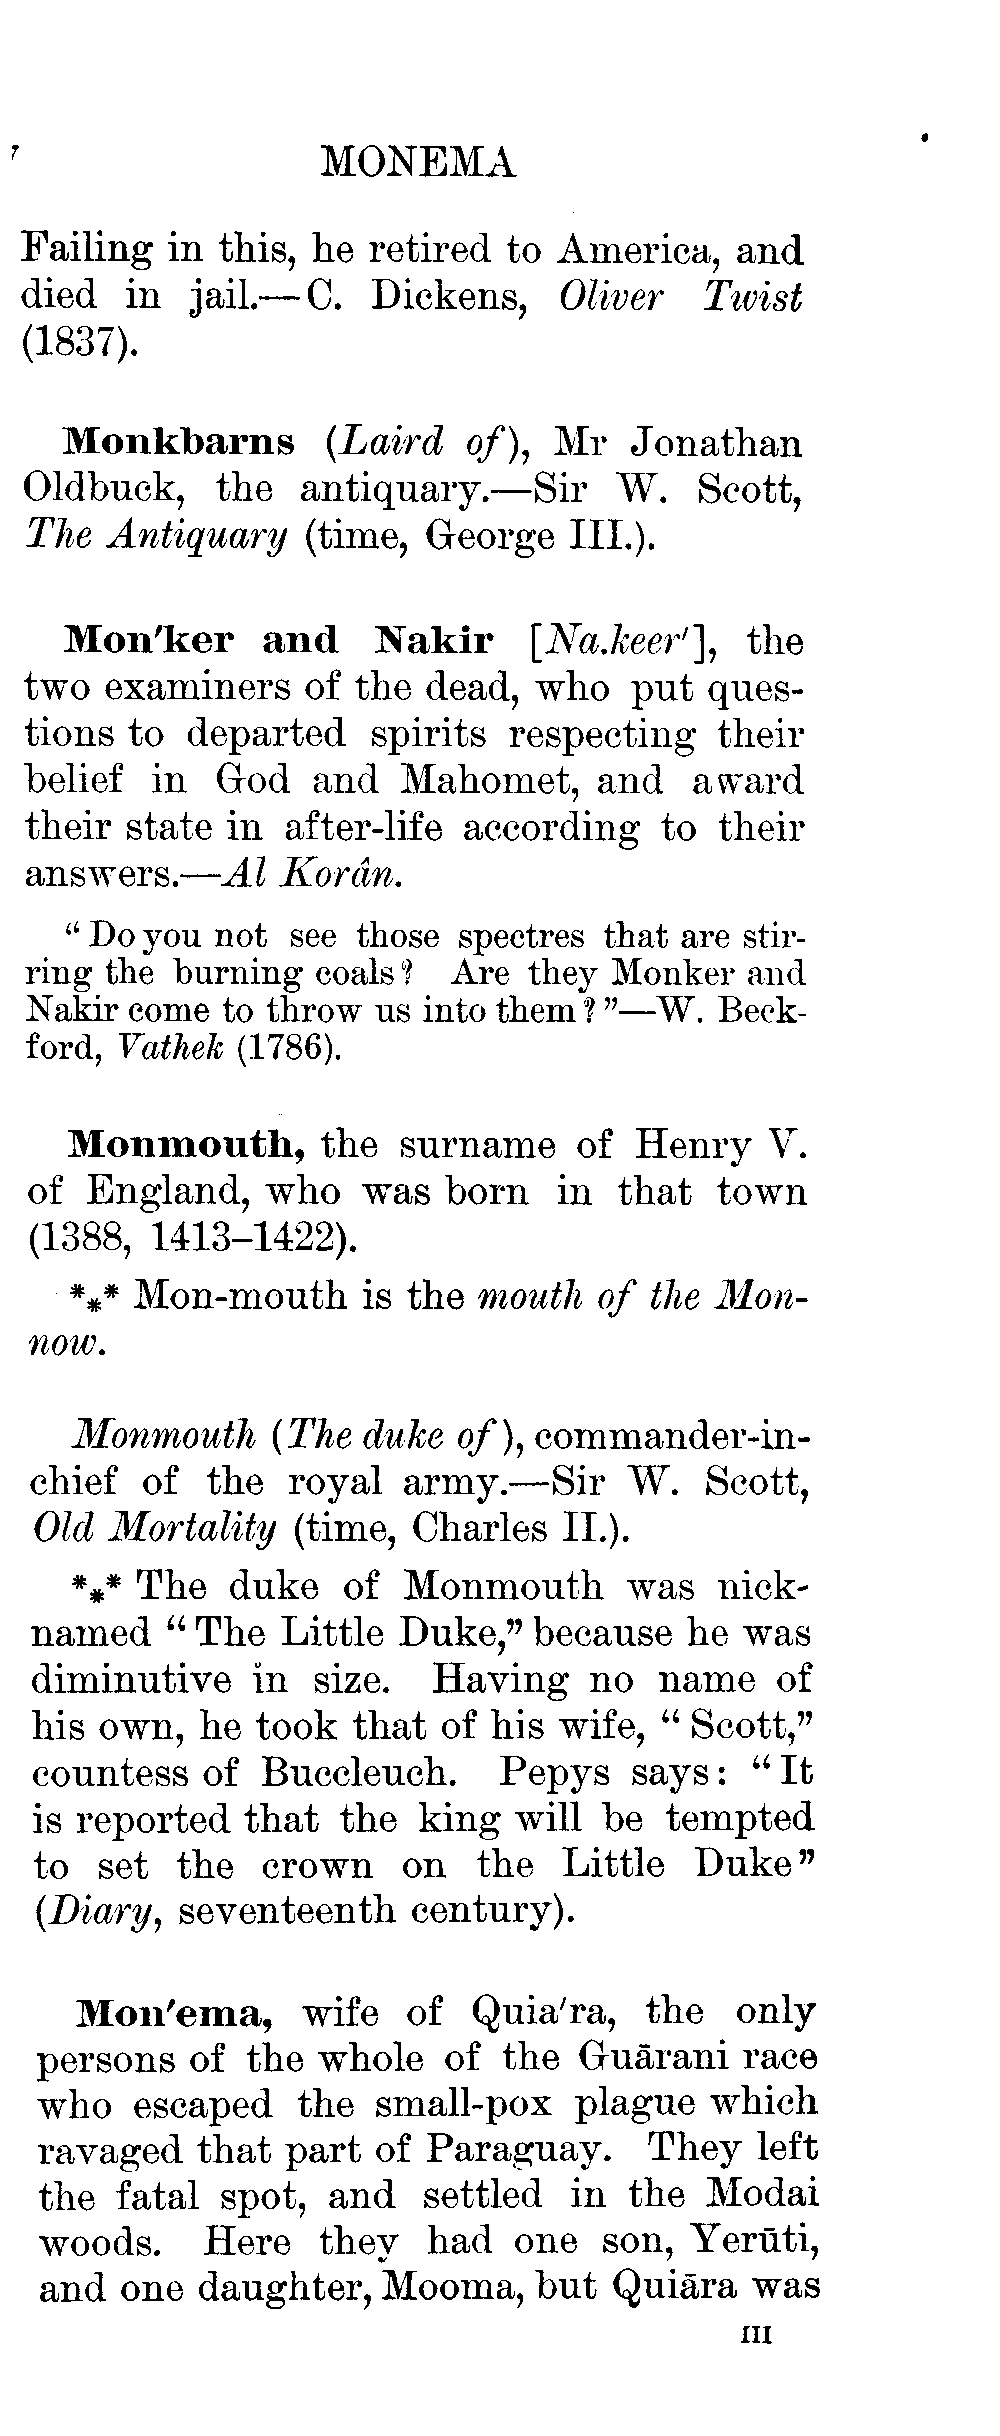 7 MONEMA
Failing in this, he retired to America, and
died in jail.—C. Dickens, Oliver Twist
(1837).
Monkbarns (Laird of), Mr Jonathan
Oldbuck, the antiquary.—Sir W. Scott,
The Antiquary (time, George III.).
Mon'ker and Nakir [Na.keer'], the
two examiners of the dead, who put ques-
tions to departed spirits respecting their
belief in God and Mahomet, and award
their state in after-life according to their
answers.—Al Korân.
“Do you not see those spectres that are stir-
ring the burning coals? Are they Monker and
Nakir come to throw us into them?”—W. Beck-
ford, Vathek (1786).
Monmouth, the surname of Henry V.
of England, who was born in that town
(1388, 1413–1422).
*⁎* Mon-mouth is the mouth of the Mon-
now.
Monmouth (The duke of), commander-in-
chief of the royal army.—Sir W. Scott,
Old Mortality (time, Charles II.).
*⁎* The duke of Monmouth was nick-
named “The Little Duke,” because he was
diminutive in size. Having no name of
his own, he took that of his wife, “Scott,”
countess of Buccleuch. Pepys says: “It
is reported that the king will be tempted
to set the crown on the Little Duke”
(Diary, seventeenth century).
Mon'ema, wife of Quia'ra, the only
persons of the whole of the Guārani race
who escaped the small-pox plague which
ravaged that part of Paraguay. They left
the fatal spot, and settled in the Modai
woods. Here they had one son, Yerūti,
and one daughter, Mooma, but Quiāra was
III